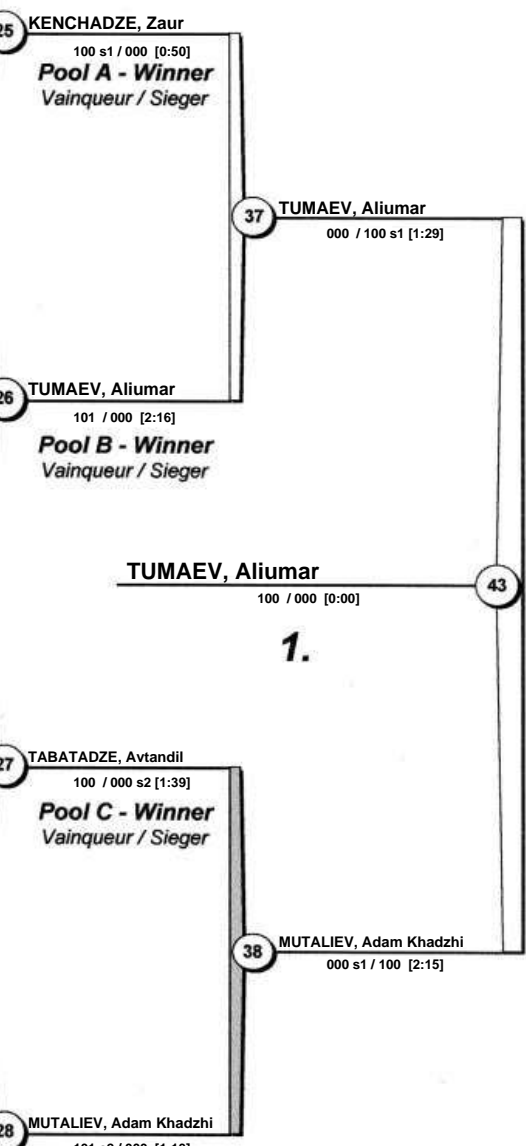 25 KENCHADZE, Zaur
100 s1 / 000 [0:50]
Pool A - Winner
Vainqueur / Sieger
37 TUMAEV, Aliumar
000 / 100 s1 [1:29]
26 TUMAEV, Aliumar
101 / 000 [2:16]
Pool B - Winner
Vainqueur / Sieger
TUMAEV, Aliumar
43
100 / 000 [0:00]
1.
27 TABATADZE, Avtandil
100 / 000 s2 [1:39]
Pool C - Winner
Vainqueur / Sieger
38 MUTALIEV, Adam Khadzhi
000 s1 / 100 [2:15]
28 MUTALIEV, Adam Khadzhi